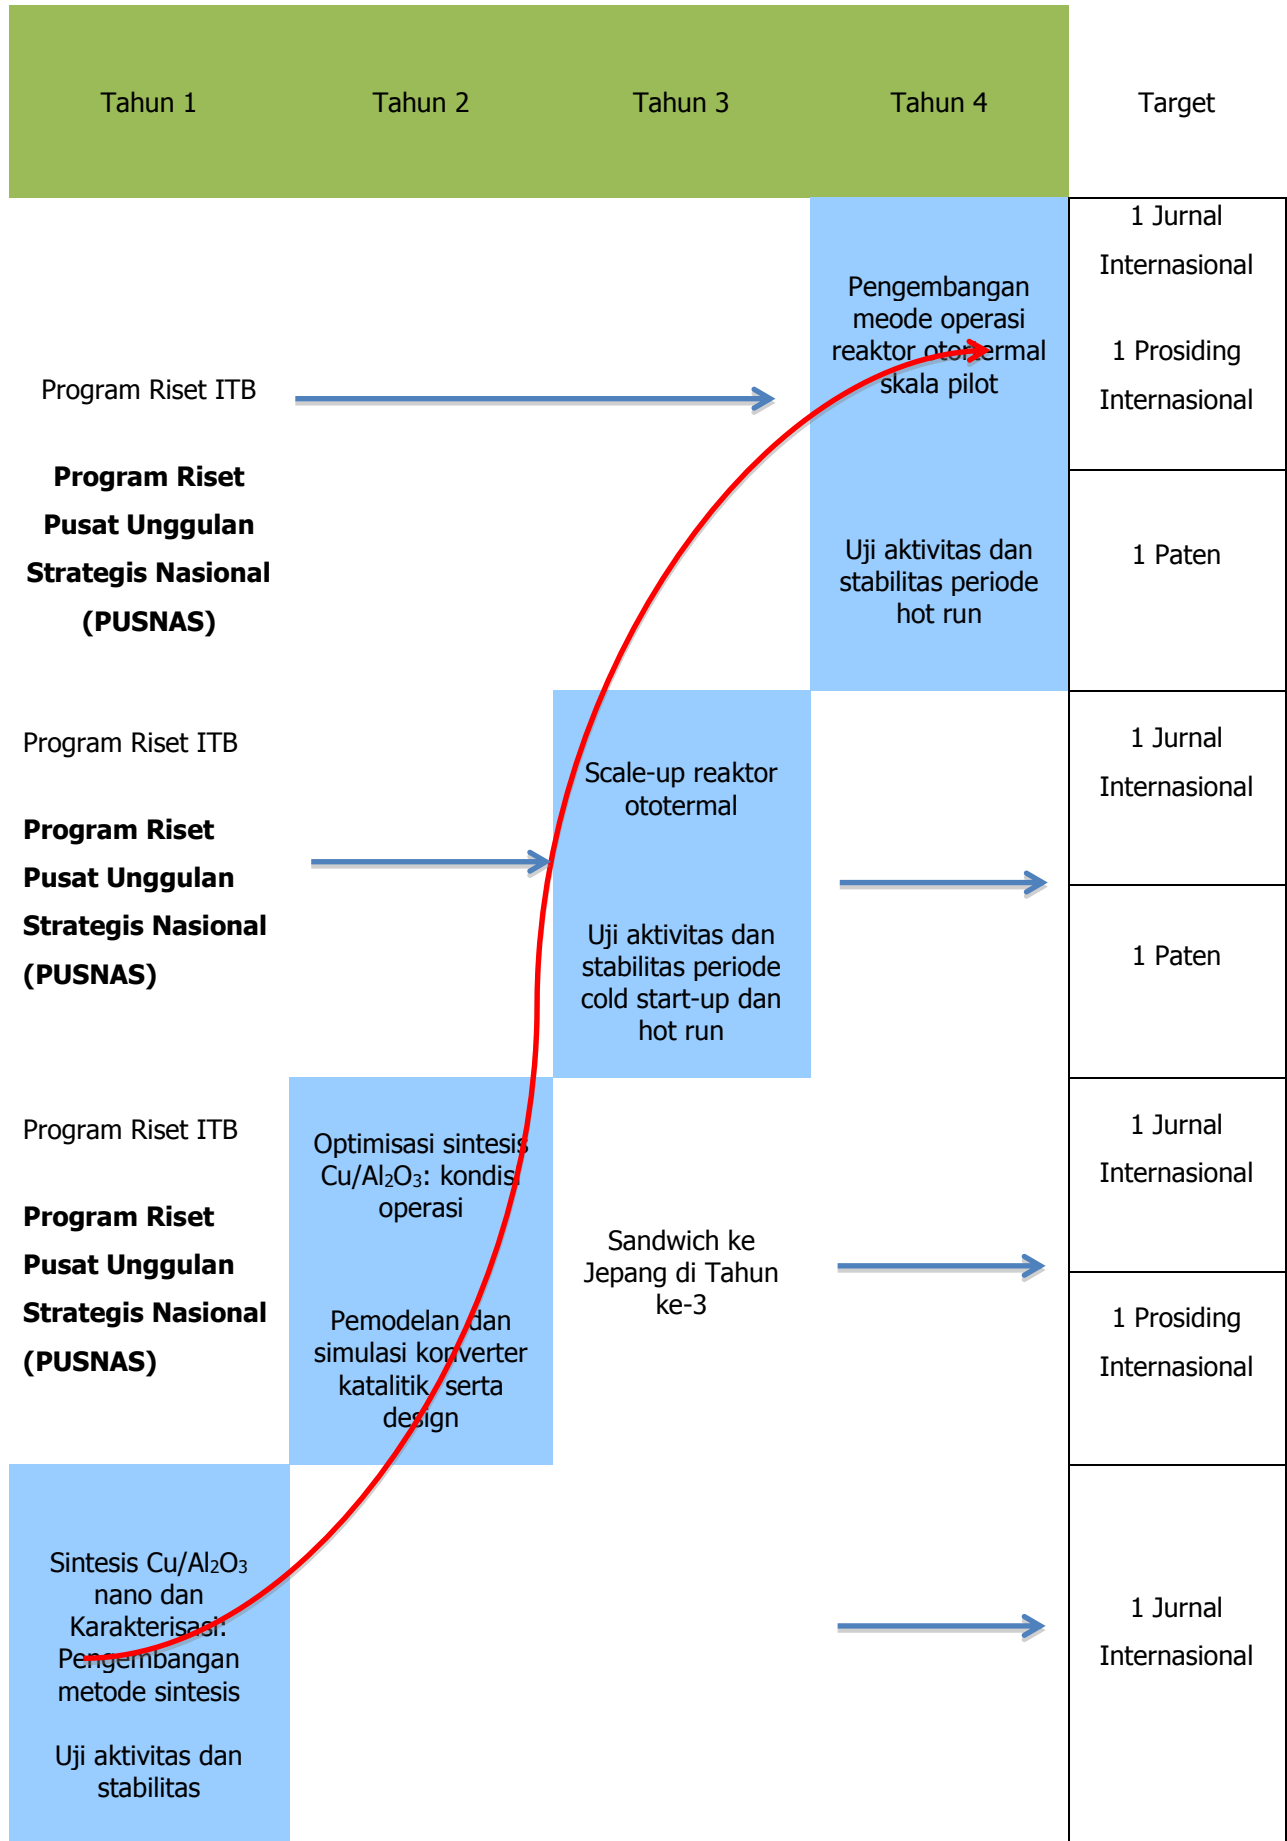 Tahun 1
Tahun 2
Tahun 3
Tahun 4
Target
Program Riset ITB
Program Riset
Pusat Unggulan
Strategis Nasional
(PUSNAS)
Pengembangan
meode operasi
reaktor ototermal
skala pilot
Uji aktivitas dan
stabilitas periode
hot run
1 Jurnal
Internasional
1 Prosiding
Internasional
1 Paten
Program Riset ITB
Program Riset
Pusat Unggulan
Strategis Nasional
(PUSNAS)
Scale-up reaktor
ototermal
Uji aktivitas dan
stabilitas periode
cold start-up dan
hot run
1 Jurnal
Internasional
1 Paten
Program Riset ITB
Program Riset
Pusat Unggulan
Strategis Nasional
(PUSNAS)
Optimisasi sintesis
Cu/Al₂O₃: kondisi
operasi
Pemodelan dan
simulasi konverter
katalitik, serta
design
Sandwich ke
Jepang di Tahun
ke-3
1 Jurnal
Internasional
1 Prosiding
Internasional
Sintesis Cu/Al₂O₃
nano dan
Karakterisasi:
Pengembangan
metode sintesis
Uji aktivitas dan
stabilitas
1 Jurnal
Internasional